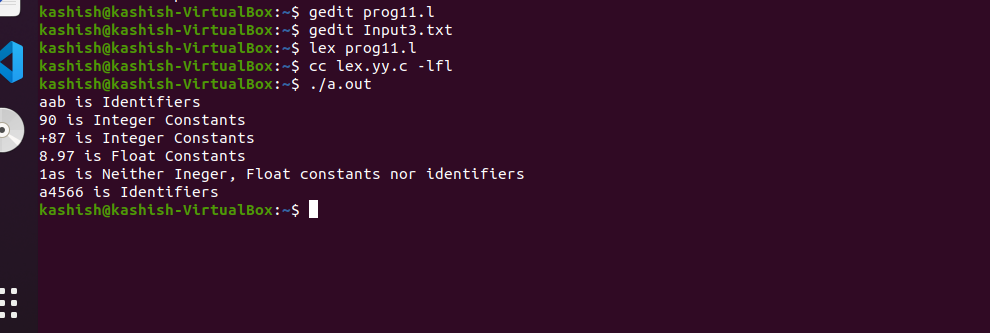 kashish@kashish-VirtualBox:~$ gedit prog11.l
kashish@kashish-VirtualBox:~$ gedit Input3.txt
kashish@kashish-VirtualBox:~$ lex prog11.l
kashish@kashish-VirtualBox:~$ cc lex.yy.c -lfl
kashish@kashish-VirtualBox:~$ ./a.out
aab is Identifiers
90 is Integer Constants
+87 is Integer Constants
8.97 is Float Constants
1as is Neither Ineger, Float constants nor identifiers
a4566 is Identifiers
kashish@kashish-VirtualBox:~$